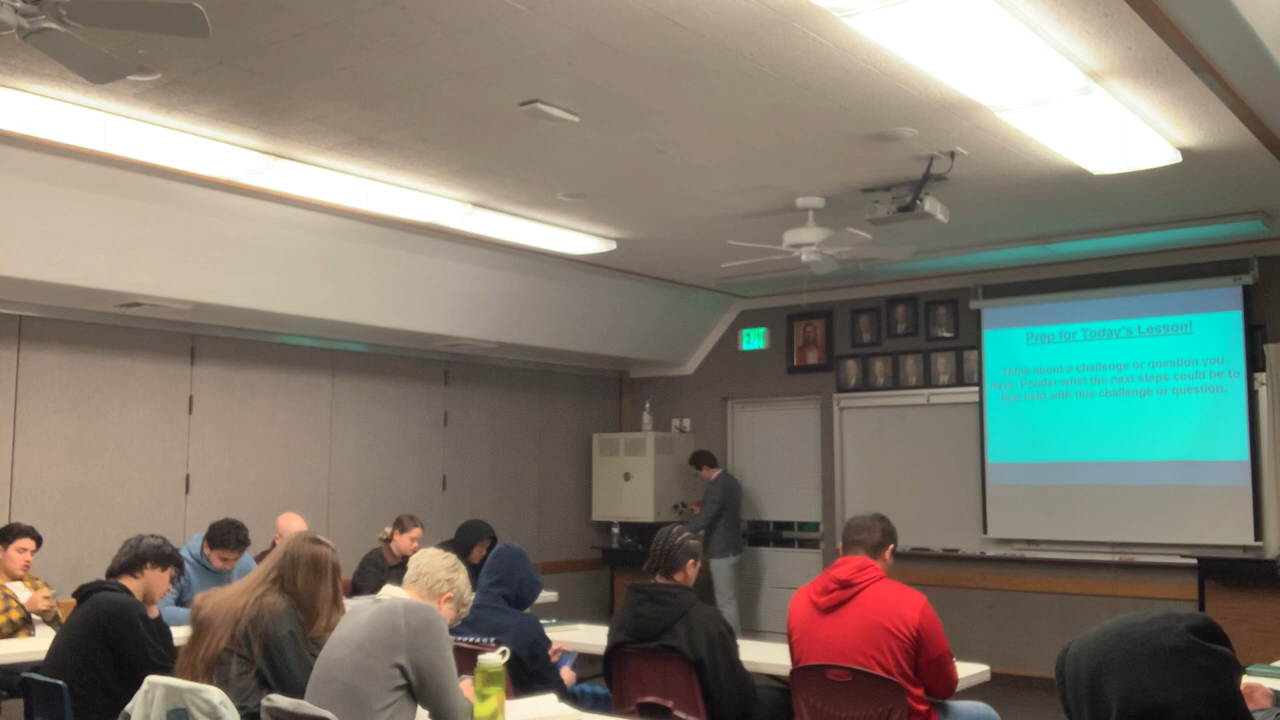 Prep for Today's Lesson!
Think about a challenge or question you
have. Ponder what the next steps could be to
find help with this challenge or question.